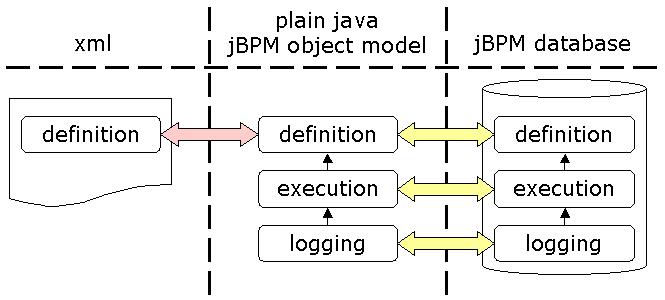 xml
plain java
jBPM object model
jBPM database
definition
definition
definition
execution
execution
logging
logging